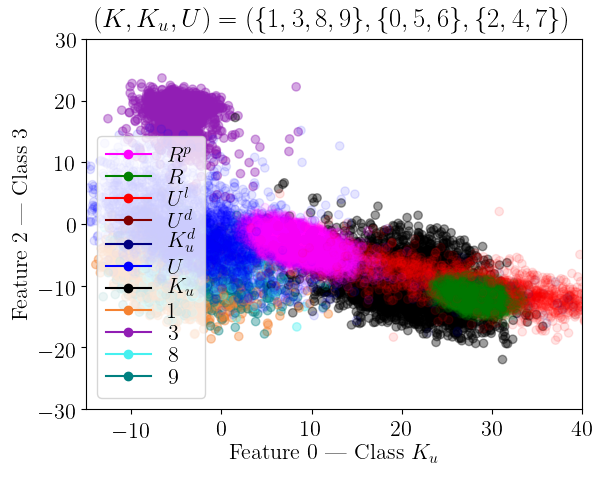 (K, K_u, U) = ({1, 3, 8, 9}, {0, 5, 6}, {2, 4, 7})
Feature 2 — Class 3
30
20
10
0
−10
−20
−30
R^p
R
U^l
U^d
K_u^d
U
K_u
1
3
8
9
−10 0 10 20 30 40
Feature 0 — Class K_u